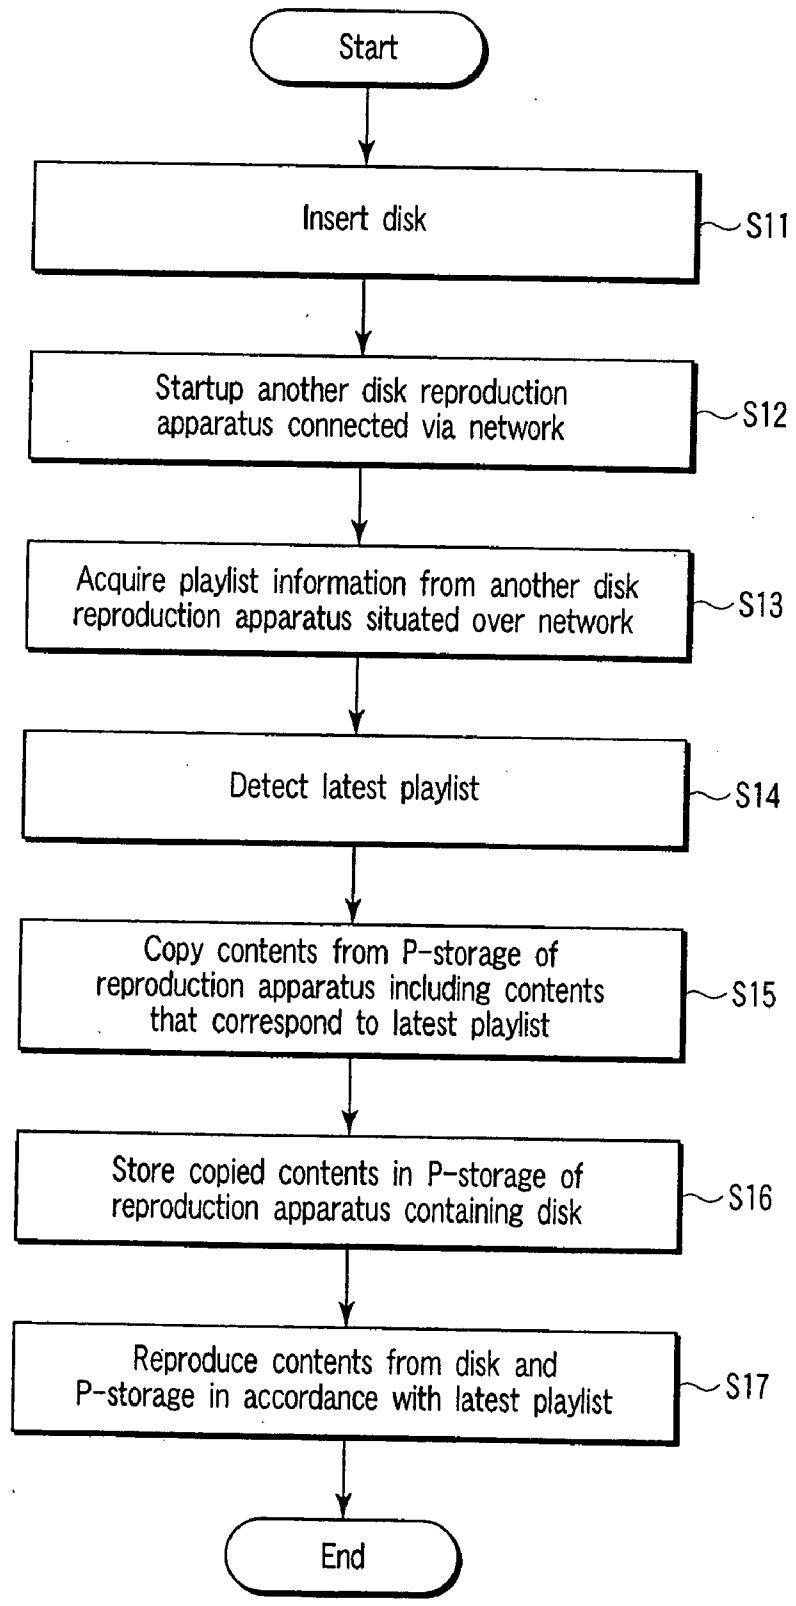 Start
Insert disk
S11
Startup another disk reproduction
apparatus connected via network
S12
Acquire playlist information from another disk
reproduction apparatus situated over network
S13
Detect latest playlist
S14
Copy contents from P-storage of
reproduction apparatus including contents
that correspond to latest playlist
S15
Store copied contents in P-storage of
reproduction apparatus containing disk
S16
Reproduce contents from disk and
P-storage in accordance with latest playlist
S17
End